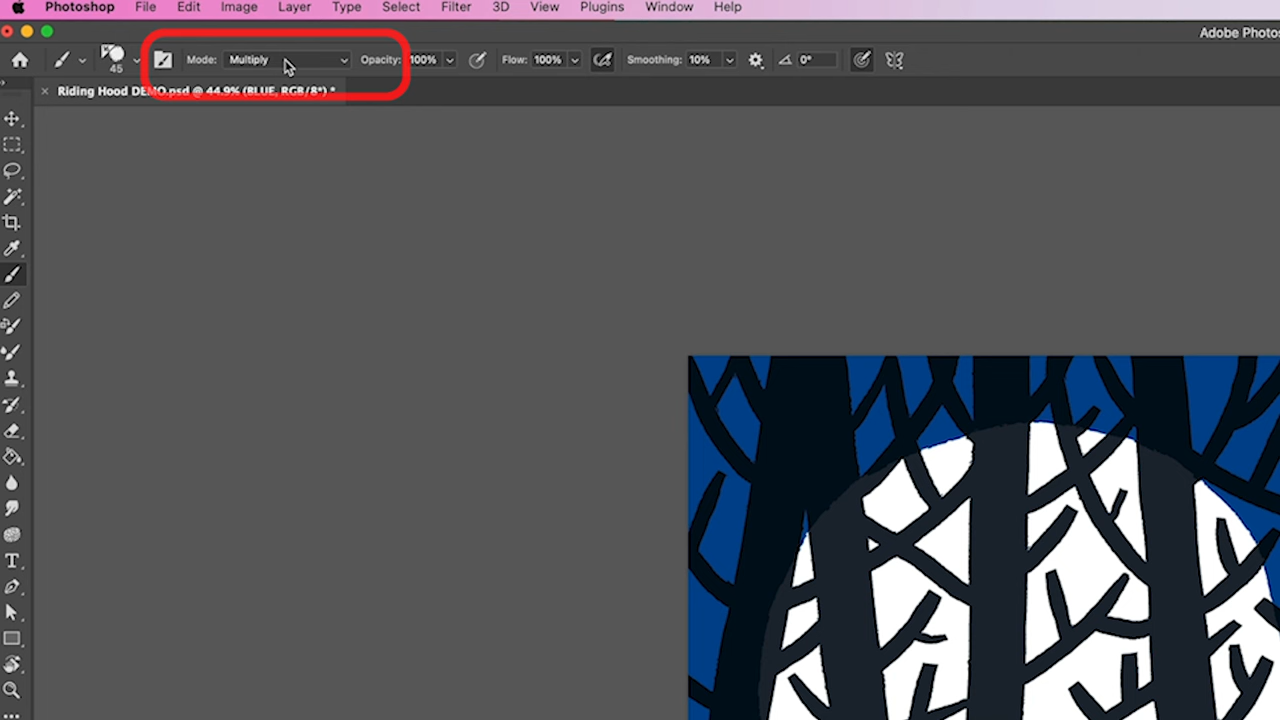 Photoshop File Edit Image Layer Type Select Filter 3D View Plugins Window Help
Adobe Photos
45 Mode: Multiply Opacity: 100% Flow: 100% Smoothing: 10% 0°
× Riding Hood DEMO.psd @ 44.9% (BLUE, RGB/8*) *